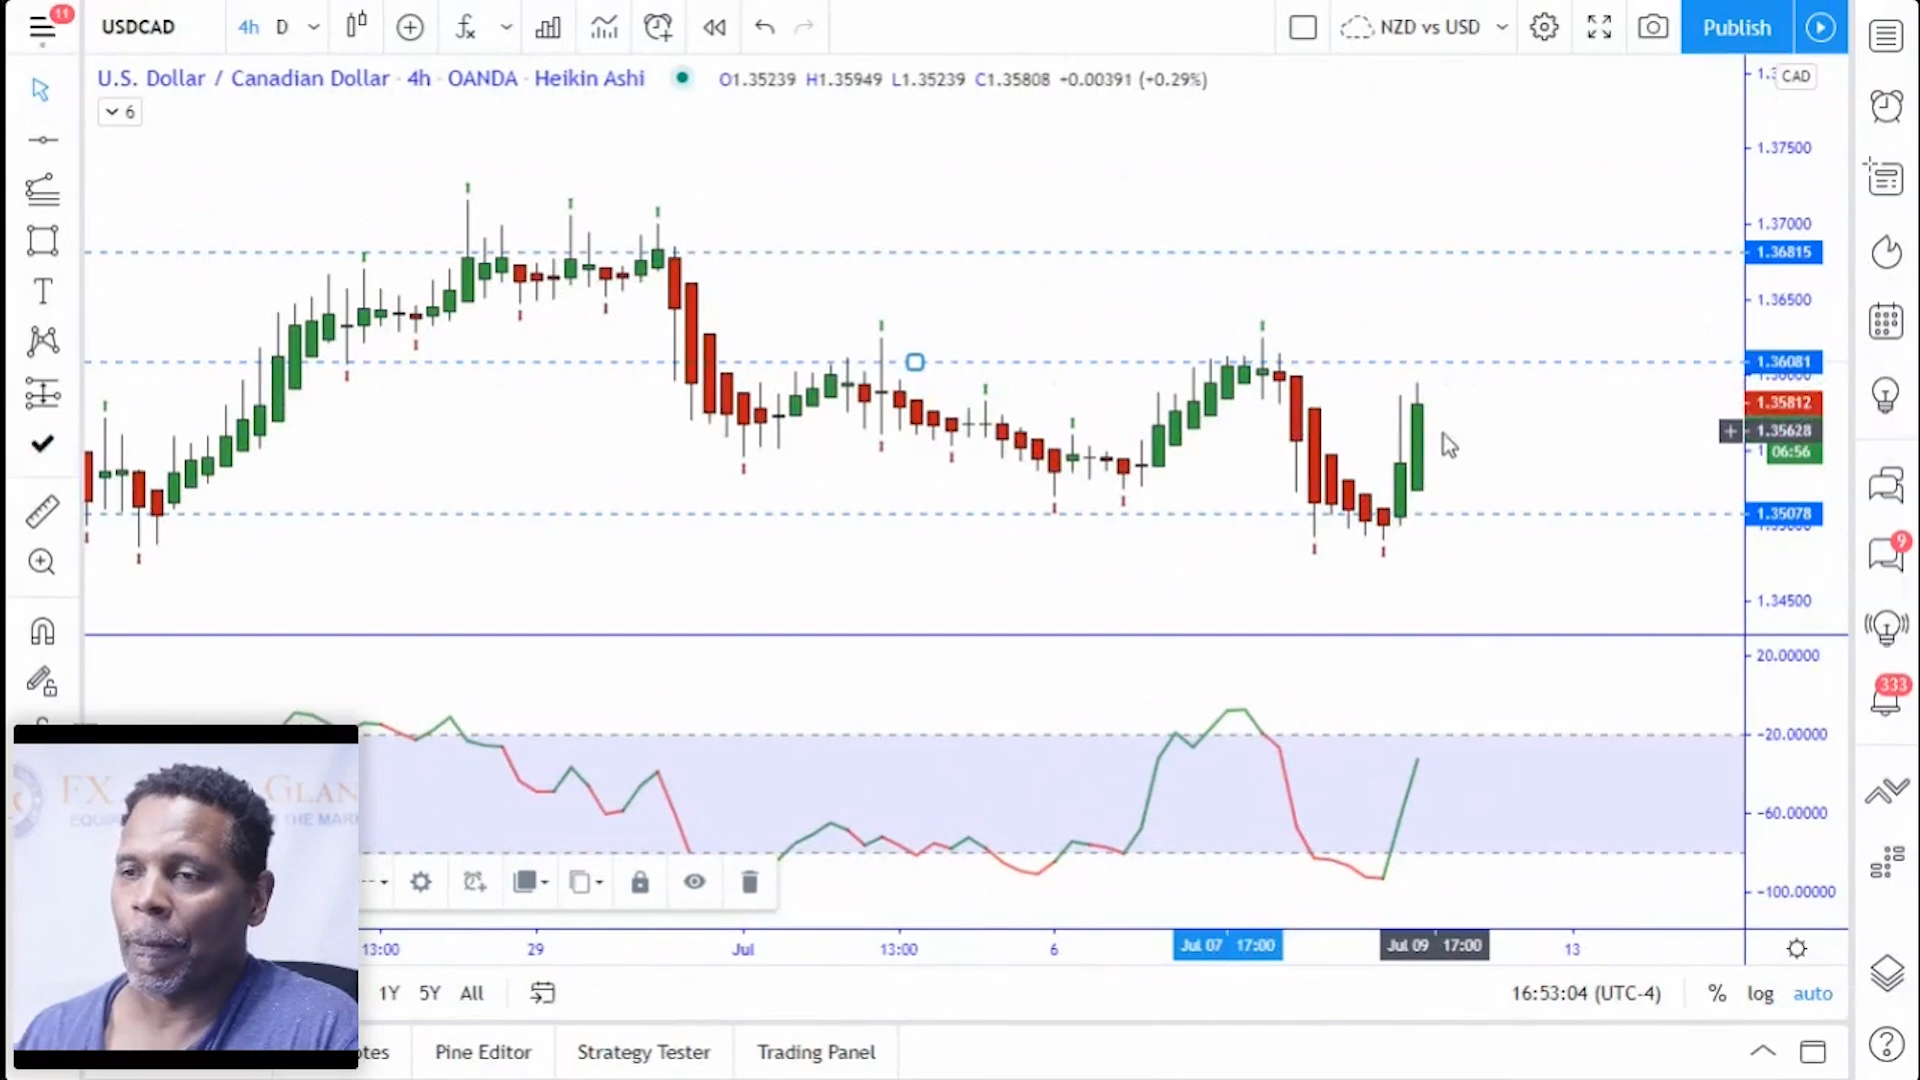 11
USDCAD
4h
D
NZD vs USD
Publish
U.S. Dollar / Canadian Dollar · 4h · OANDA · Heikin Ashi
O1.35239 H1.35949 L1.35239 C1.35808 +0.00391 (+0.29%)
CAD
6
1.37500
1.37000
1.36815
1.36500
1.36081
1.35812
1.35628
06:56
1.35078
1.34500
9
333
20.00000
-20.00000
-60.00000
-100.00000
FX
GLAN
EQUI
THE MAR
13:00
29
Jul
13:00
6
Jul 07 17:00
Jul 09 17:00
13
1Y
5Y
All
16:53:04 (UTC-4)
%
log
auto
otes
Pine Editor
Strategy Tester
Trading Panel